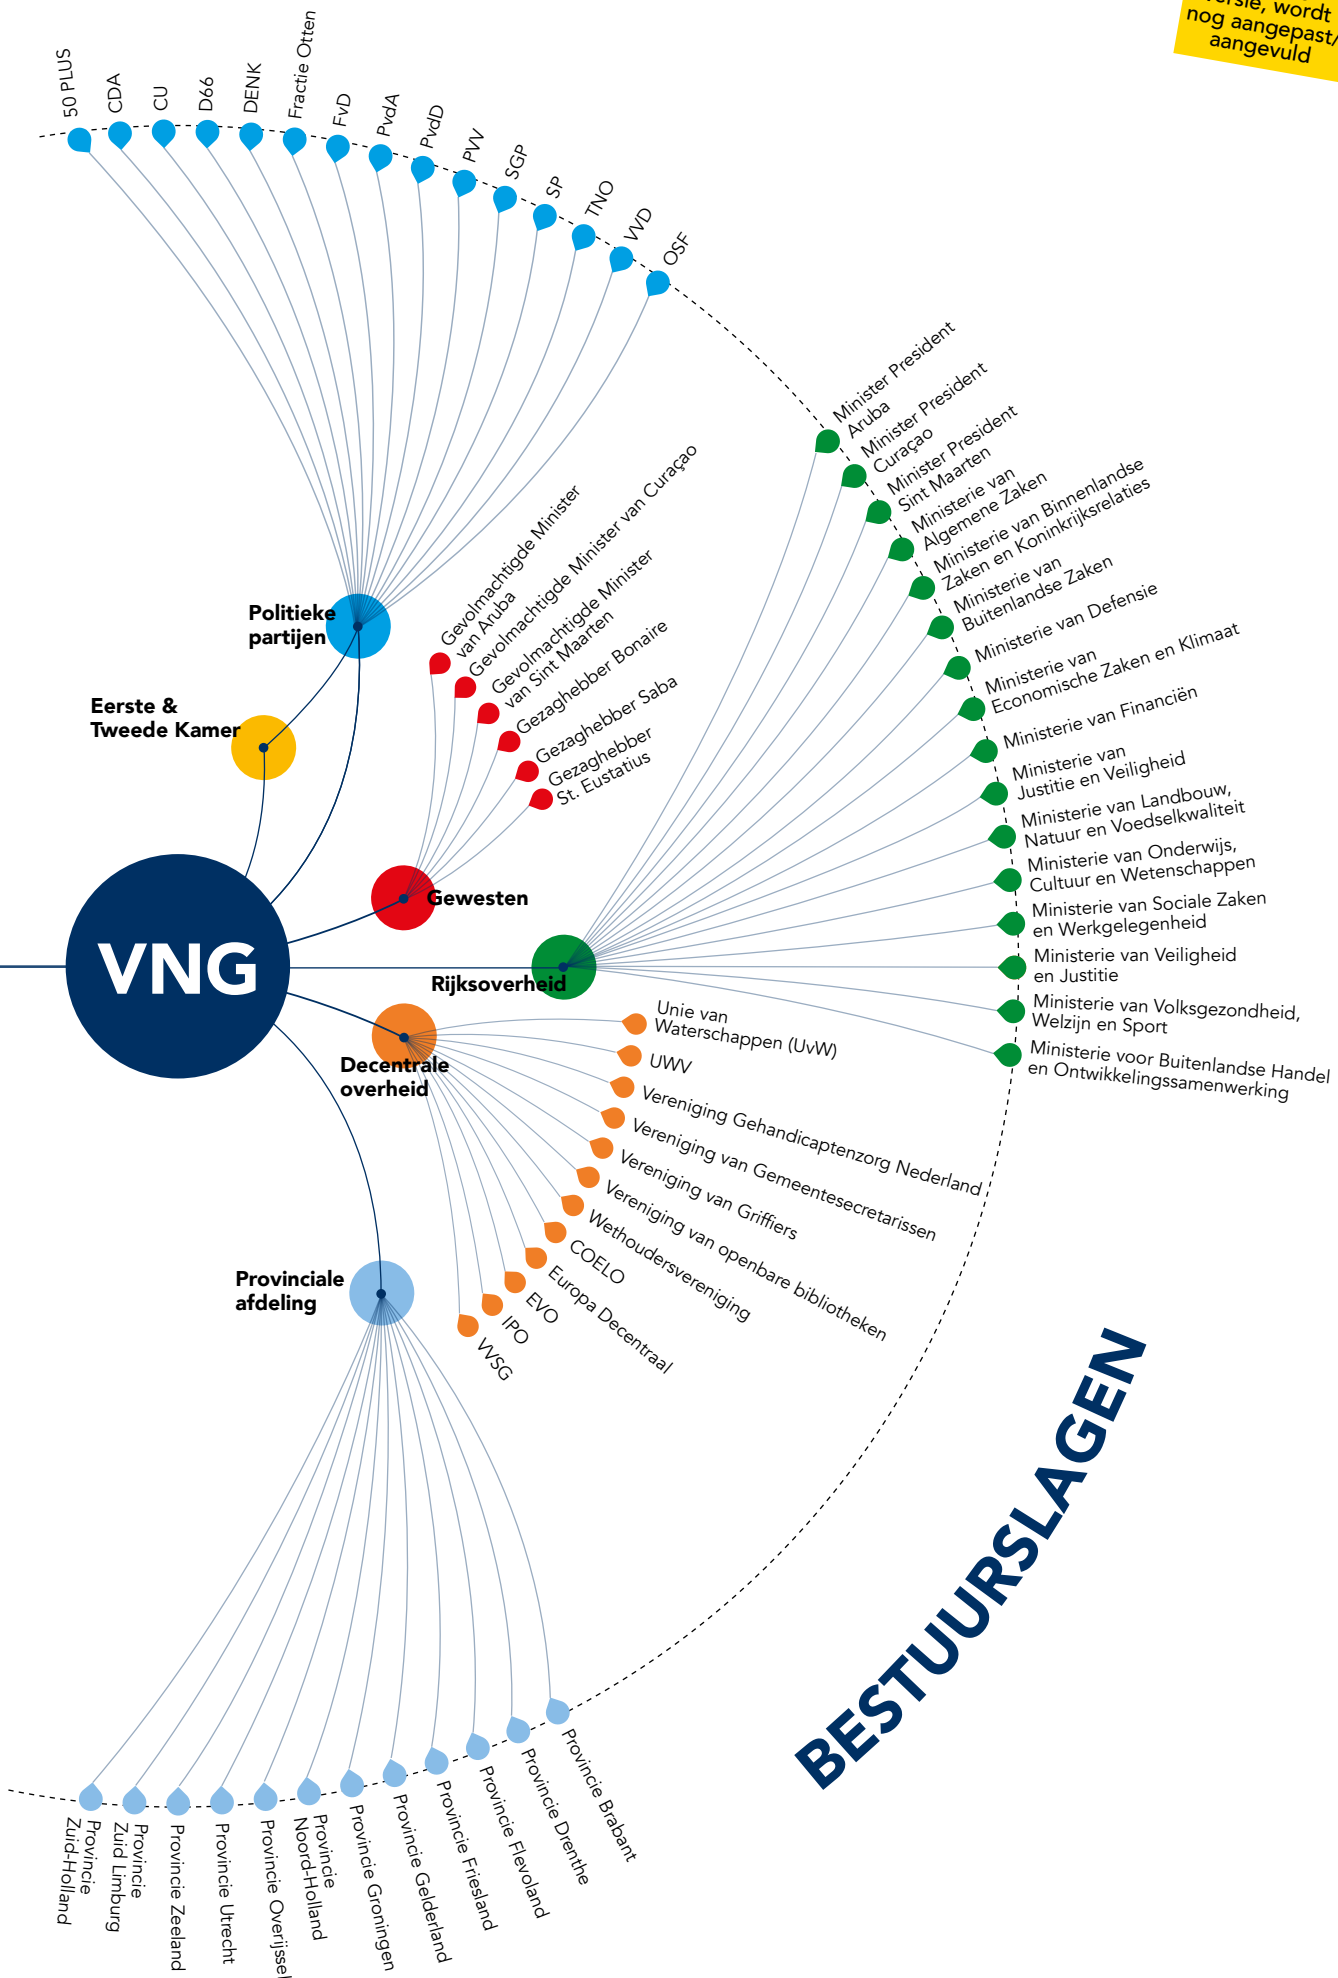 wordt
nog aangepast/
aangevuld
50 PLUS
CDA
CU
D66
DENK
Fractie Otten
FvD
PvdA
PvdD
PVV
SGP
SP
TNO
VVD
OSF
Politieke
partijen
Eerste &
Tweede Kamer
VNG
Gevolmachtigde Minister
van Aruba
Gevolmachtigde Minister van Curaçao
Gevolmachtigde Minister
van Sint Maarten
Gezaghebber Bonaire
Gezaghebber Saba
Gezaghebber
St. Eustatius
Gewesten
Minister President
Aruba
Minister President
Curaçao
Minister President
Sint Maarten
Ministerie van
Algemene Zaken
Ministerie van Binnenlandse
Zaken en Koninkrijksrelaties
Ministerie van
Buitenlandse Zaken
Ministerie van Defensie
Ministerie van
Economische Zaken en Klimaat
Ministerie van Financiën
Ministerie van
Justitie en Veiligheid
Ministerie van Landbouw,
Natuur en Voedselkwaliteit
Ministerie van Onderwijs,
Cultuur en Wetenschappen
Ministerie van Sociale Zaken
en Werkgelegenheid
Ministerie van Veiligheid
en Justitie
Ministerie van Volksgezondheid,
Welzijn en Sport
Ministerie voor Buitenlandse Handel
en Ontwikkelingssamenwerking
Rijksoverheid
Decentrale
overheid
Unie van
Waterschappen (UvW)
UWV
Vereniging Gehandicaptenzorg Nederland
Vereniging van Gemeentesecretarissen
Vereniging van Griffiers
Vereniging van openbare bibliotheken
Wethoudersvereniging
COELO
Europa Decentraal
EVO
IPO
VVSG
Provinciale
afdeling
Provincie
Zuid-Holland
Provincie
Zuid Limburg
Provincie Zeeland
Provincie Utrecht
Provincie Overijssel
Provincie
Noord-Holland
Provincie Groningen
Provincie Gelderland
Provincie Friesland
Provincie Flevoland
Provincie Drenthe
Provincie Brabant
BESTUURSLAGEN